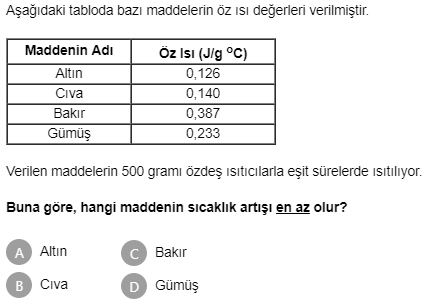 Aşağıdaki tabloda bazı maddelerin öz ısı değerleri verilmiştir.
Maddenin Adı Öz Isı (J/g °C)
Altın 0,126
Cıva 0,140
Bakır 0,387
Gümüş 0,233
Verilen maddelerin 500 gramı özdeş ısıtıcılarla eşit sürelerde ısıtılıyor.
Buna göre, hangi maddenin sıcaklık artışı en az olur?
A Altın C Bakır
B Cıva D Gümüş